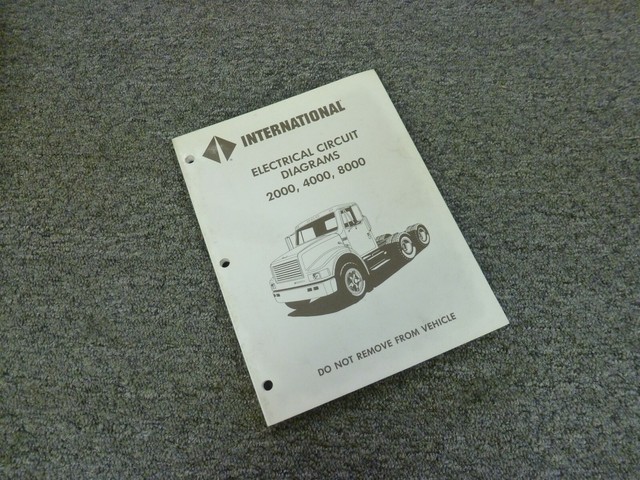 INTERNATIONAL
ELECTRICAL CIRCUIT
DIAGRAMS
2000, 4000, 8000
DO NOT REMOVE FROM VEHICLE